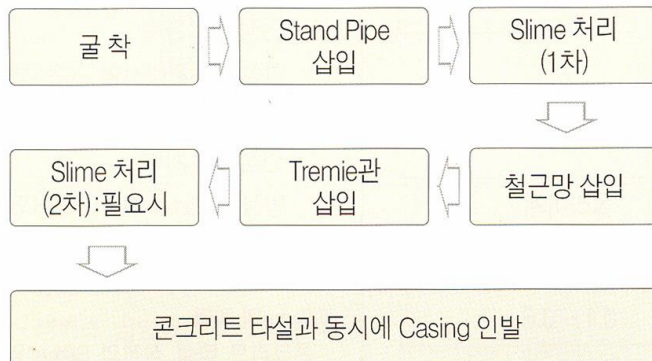 굴 착
Stand Pipe
삽입
Slime 처리
(1차)
철근망 삽입
Tremie관
삽입
Slime 처리
(2차):필요시
콘크리트 타설과 동시에 Casing 인발